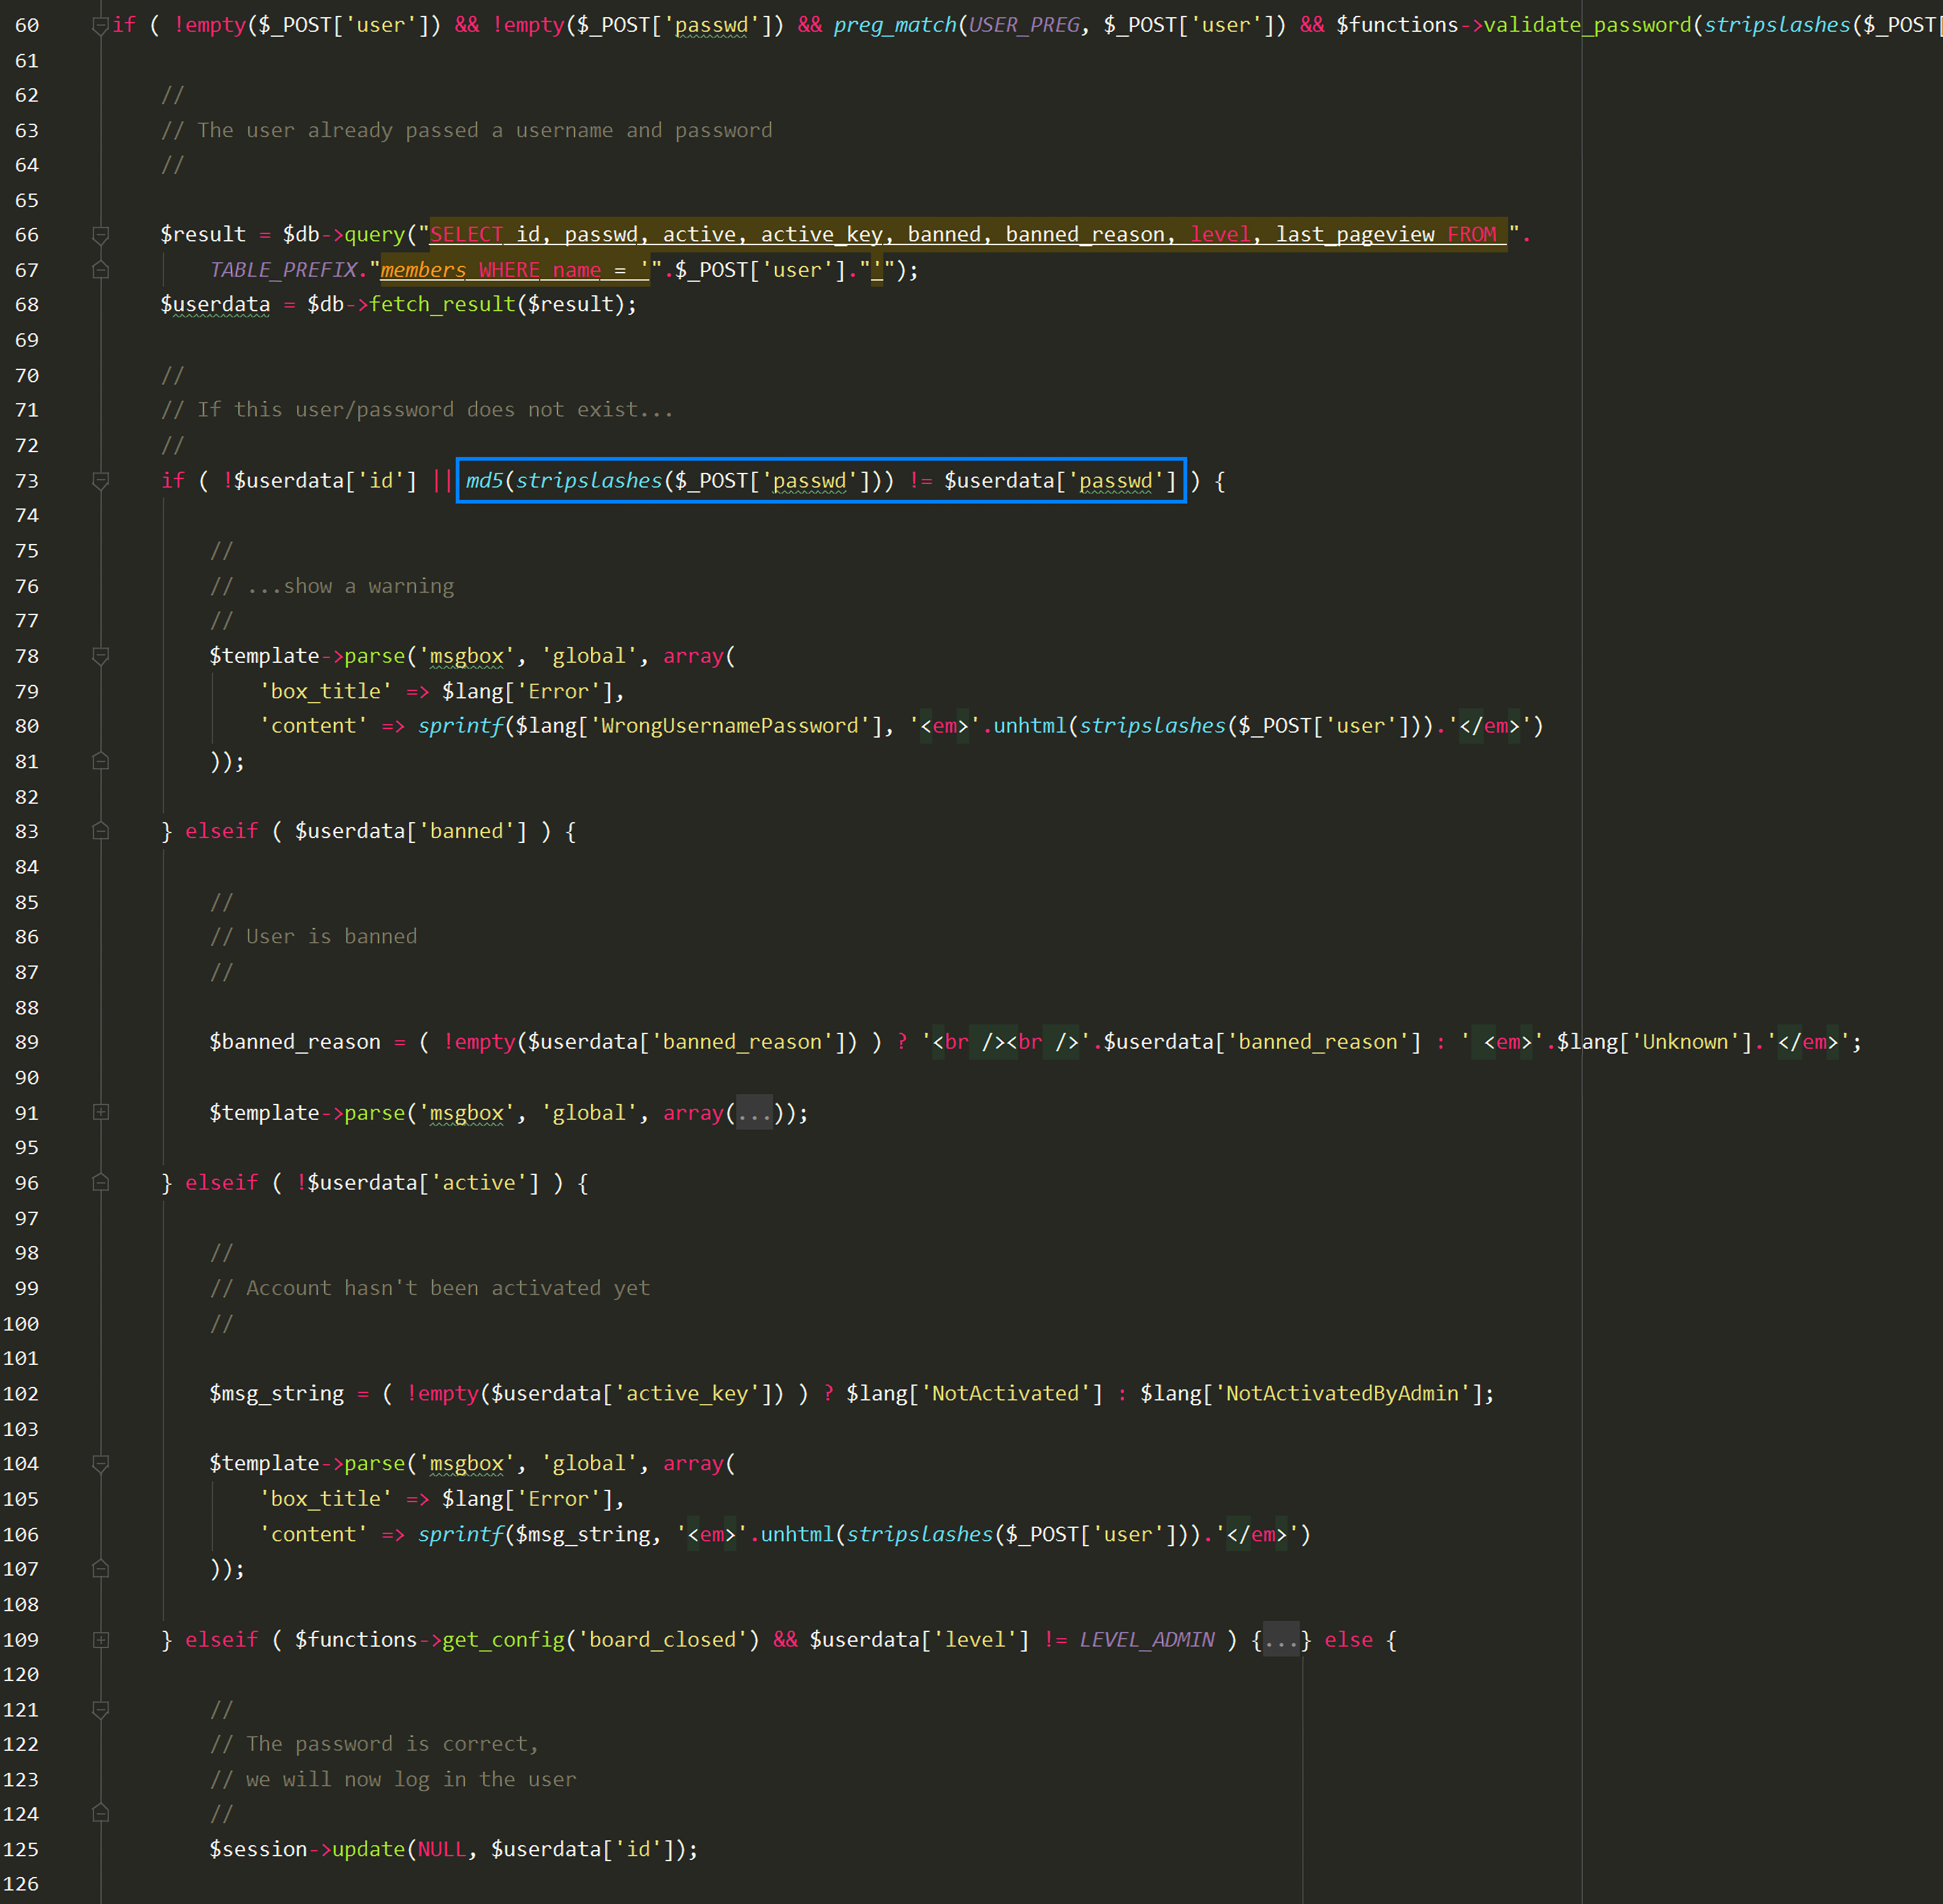 60 if ( !empty($_POST['user']) && !empty($_POST['passwd']) && preg_match(USER_PREG, $_POST['user']) && $functions->validate_password(stripslashes($_POST[
61
62 //
63 // The user already passed a username and password
64 //
65
66 $result = $db->query("SELECT id, passwd, active, active_key, banned, banned_reason, level, last_pageview FROM ".
67 TABLE_PREFIX."members WHERE name = '".$_POST['user']."'");
68 $userdata = $db->fetch_result($result);
69
70 //
71 // If this user/password does not exist...
72 //
73 if ( !$userdata['id'] || md5(stripslashes($_POST['passwd'])) != $userdata['passwd'] ) {
74
75 //
76 // ...show a warning
77 //
78 $template->parse('msgbox', 'global', array(
79 'box_title' => $lang['Error'],
80 'content' => sprintf($lang['WrongUsernamePassword'], '<em>'.unhtml(stripslashes($_POST['user'])).'</em>')
81 ));
82
83 } elseif ( $userdata['banned'] ) {
84
85 //
86 // User is banned
87 //
88
89 $banned_reason = ( !empty($userdata['banned_reason']) ) ? '<br /><br />'.$userdata['banned_reason'] : ' <em>'.$lang['Unknown'].'</em>';
90
91 $template->parse('msgbox', 'global', array(...));
95
96 } elseif ( !$userdata['active'] ) {
97
98 //
99 // Account hasn't been activated yet
100 //
101
102 $msg_string = ( !empty($userdata['active_key']) ) ? $lang['NotActivated'] : $lang['NotActivatedByAdmin'];
103
104 $template->parse('msgbox', 'global', array(
105 'box_title' => $lang['Error'],
106 'content' => sprintf($msg_string, '<em>'.unhtml(stripslashes($_POST['user'])).'</em>')
107 ));
108
109 } elseif ( $functions->get_config('board_closed') && $userdata['level'] != LEVEL_ADMIN ) {...} else {
120
121 //
122 // The password is correct,
123 // we will now log in the user
124 //
125 $session->update(NULL, $userdata['id']);
126